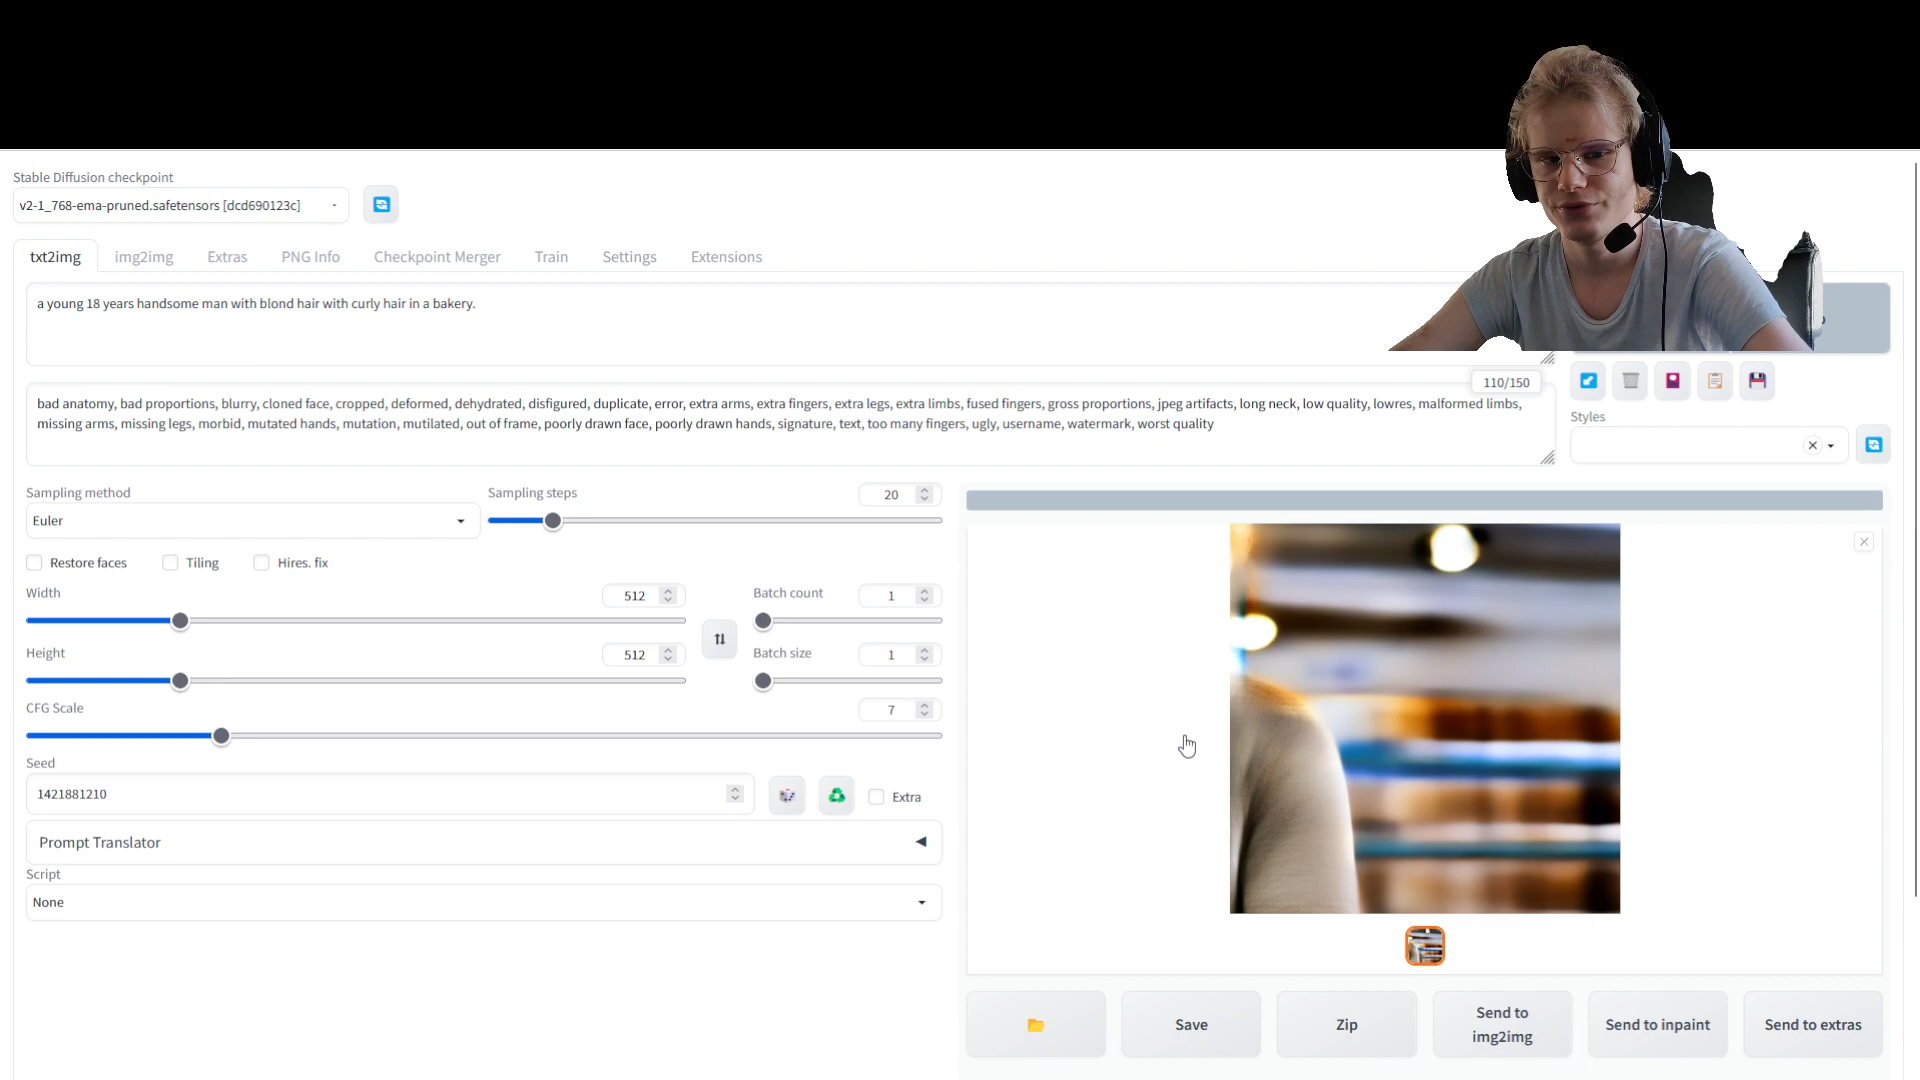 Stable Diffusion checkpoint
v2-1_768-ema-pruned.safetensors [dcd690123c]
txt2img img2img Extras PNG Info Checkpoint Merger Train Settings Extensions
a young 18 years handsome man with blond hair with curly hair in a bakery.
110/150
bad anatomy, bad proportions, blurry, cloned face, cropped, deformed, dehydrated, disfigured, duplicate, error, extra arms, extra fingers, extra legs, extra limbs, fused fingers, gross proportions, jpeg artifacts, long neck, low quality, lowres, malformed limbs,
missing arms, missing legs, morbid, mutated hands, mutation, mutilated, out of frame, poorly drawn face, poorly drawn hands, signature, text, too many fingers, ugly, username, watermark, worst quality
Styles
Sampling method
Euler
Sampling steps
20
Restore faces
Tiling
Hires. fix
Width
512
Batch count
1
Height
512
Batch size
1
CFG Scale
7
Seed
1421881210
Extra
Prompt Translator
Script
None
Save
Zip
Send to
img2img
Send to inpaint
Send to extras